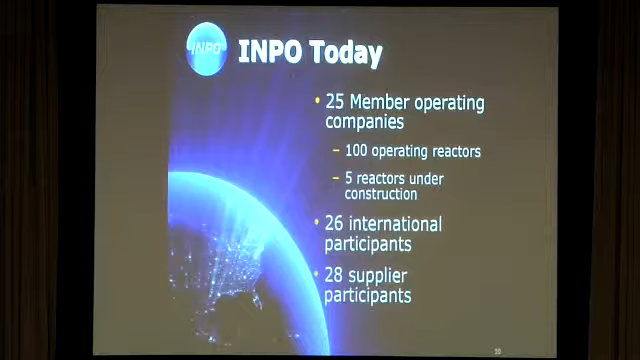 INPO
INPO Today
• 25 Member operating
companies
– 100 operating reactors
– 5 reactors under
construction
• 26 international
participants
• 28 supplier
participants